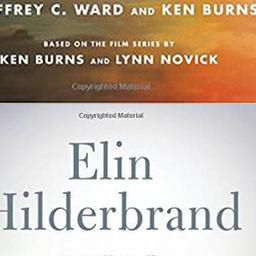 FFREY C. WARD AND KEN BURNS
BASED ON THE FILM SERIES BY
KEN BURNS AND LYNN NOVICK
Copyrighted Material
Copyrighted Material
Elin
Hilderbrand